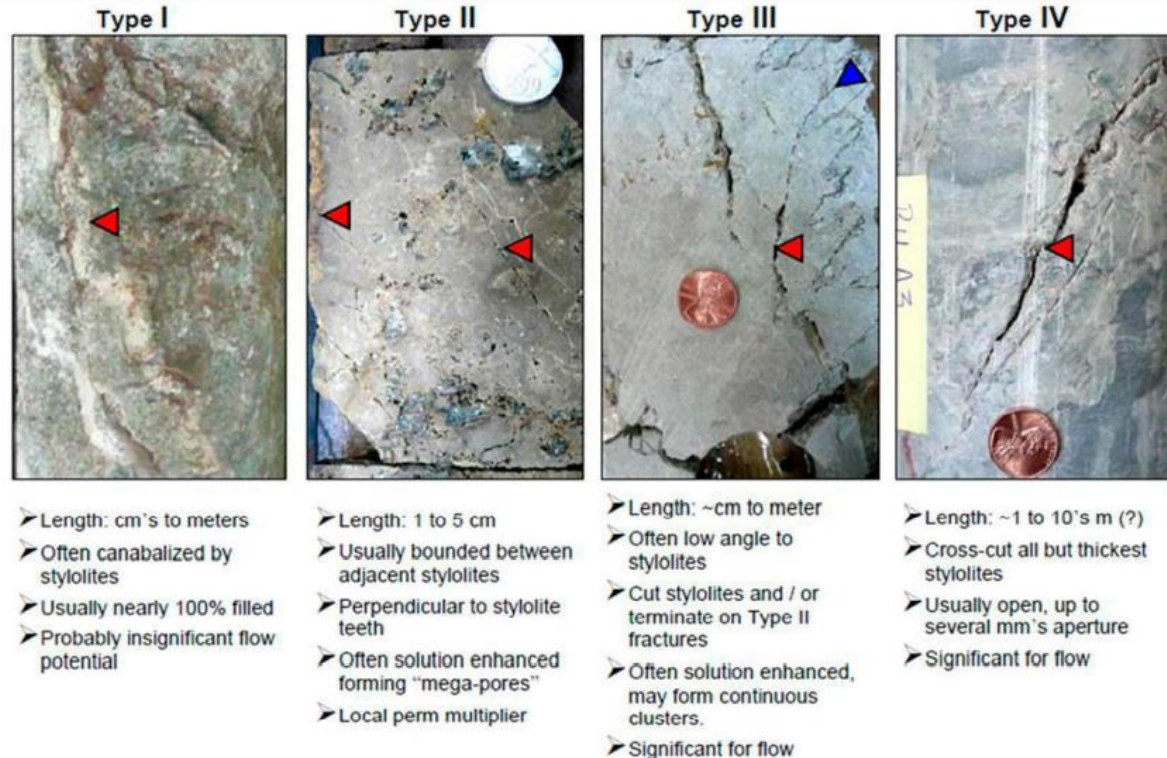 Type I
Type II
Type III
Type IV
➢Length: cm's to meters
➢Often canabalized by
stylolites
➢Usually nearly 100% filled
➢Probably insignificant flow
potential
➢Length: 1 to 5 cm
➢Usually bounded between
adjacent stylolites
➢Perpendicular to stylolite
teeth
➢Often solution enhanced
forming "mega-pores"
➢Local perm multiplier
➢Length: ~cm to meter
➢Often low angle to
stylolites
➢Cut stylolites and / or
terminate on Type II
fractures
➢Often solution enhanced,
may form continuous
clusters.
➢Significant for flow
➢Length: ~1 to 10's m (?)
➢Cross-cut all but thickest
stylolites
➢Usually open, up to
several mm's aperture
➢Significant for flow